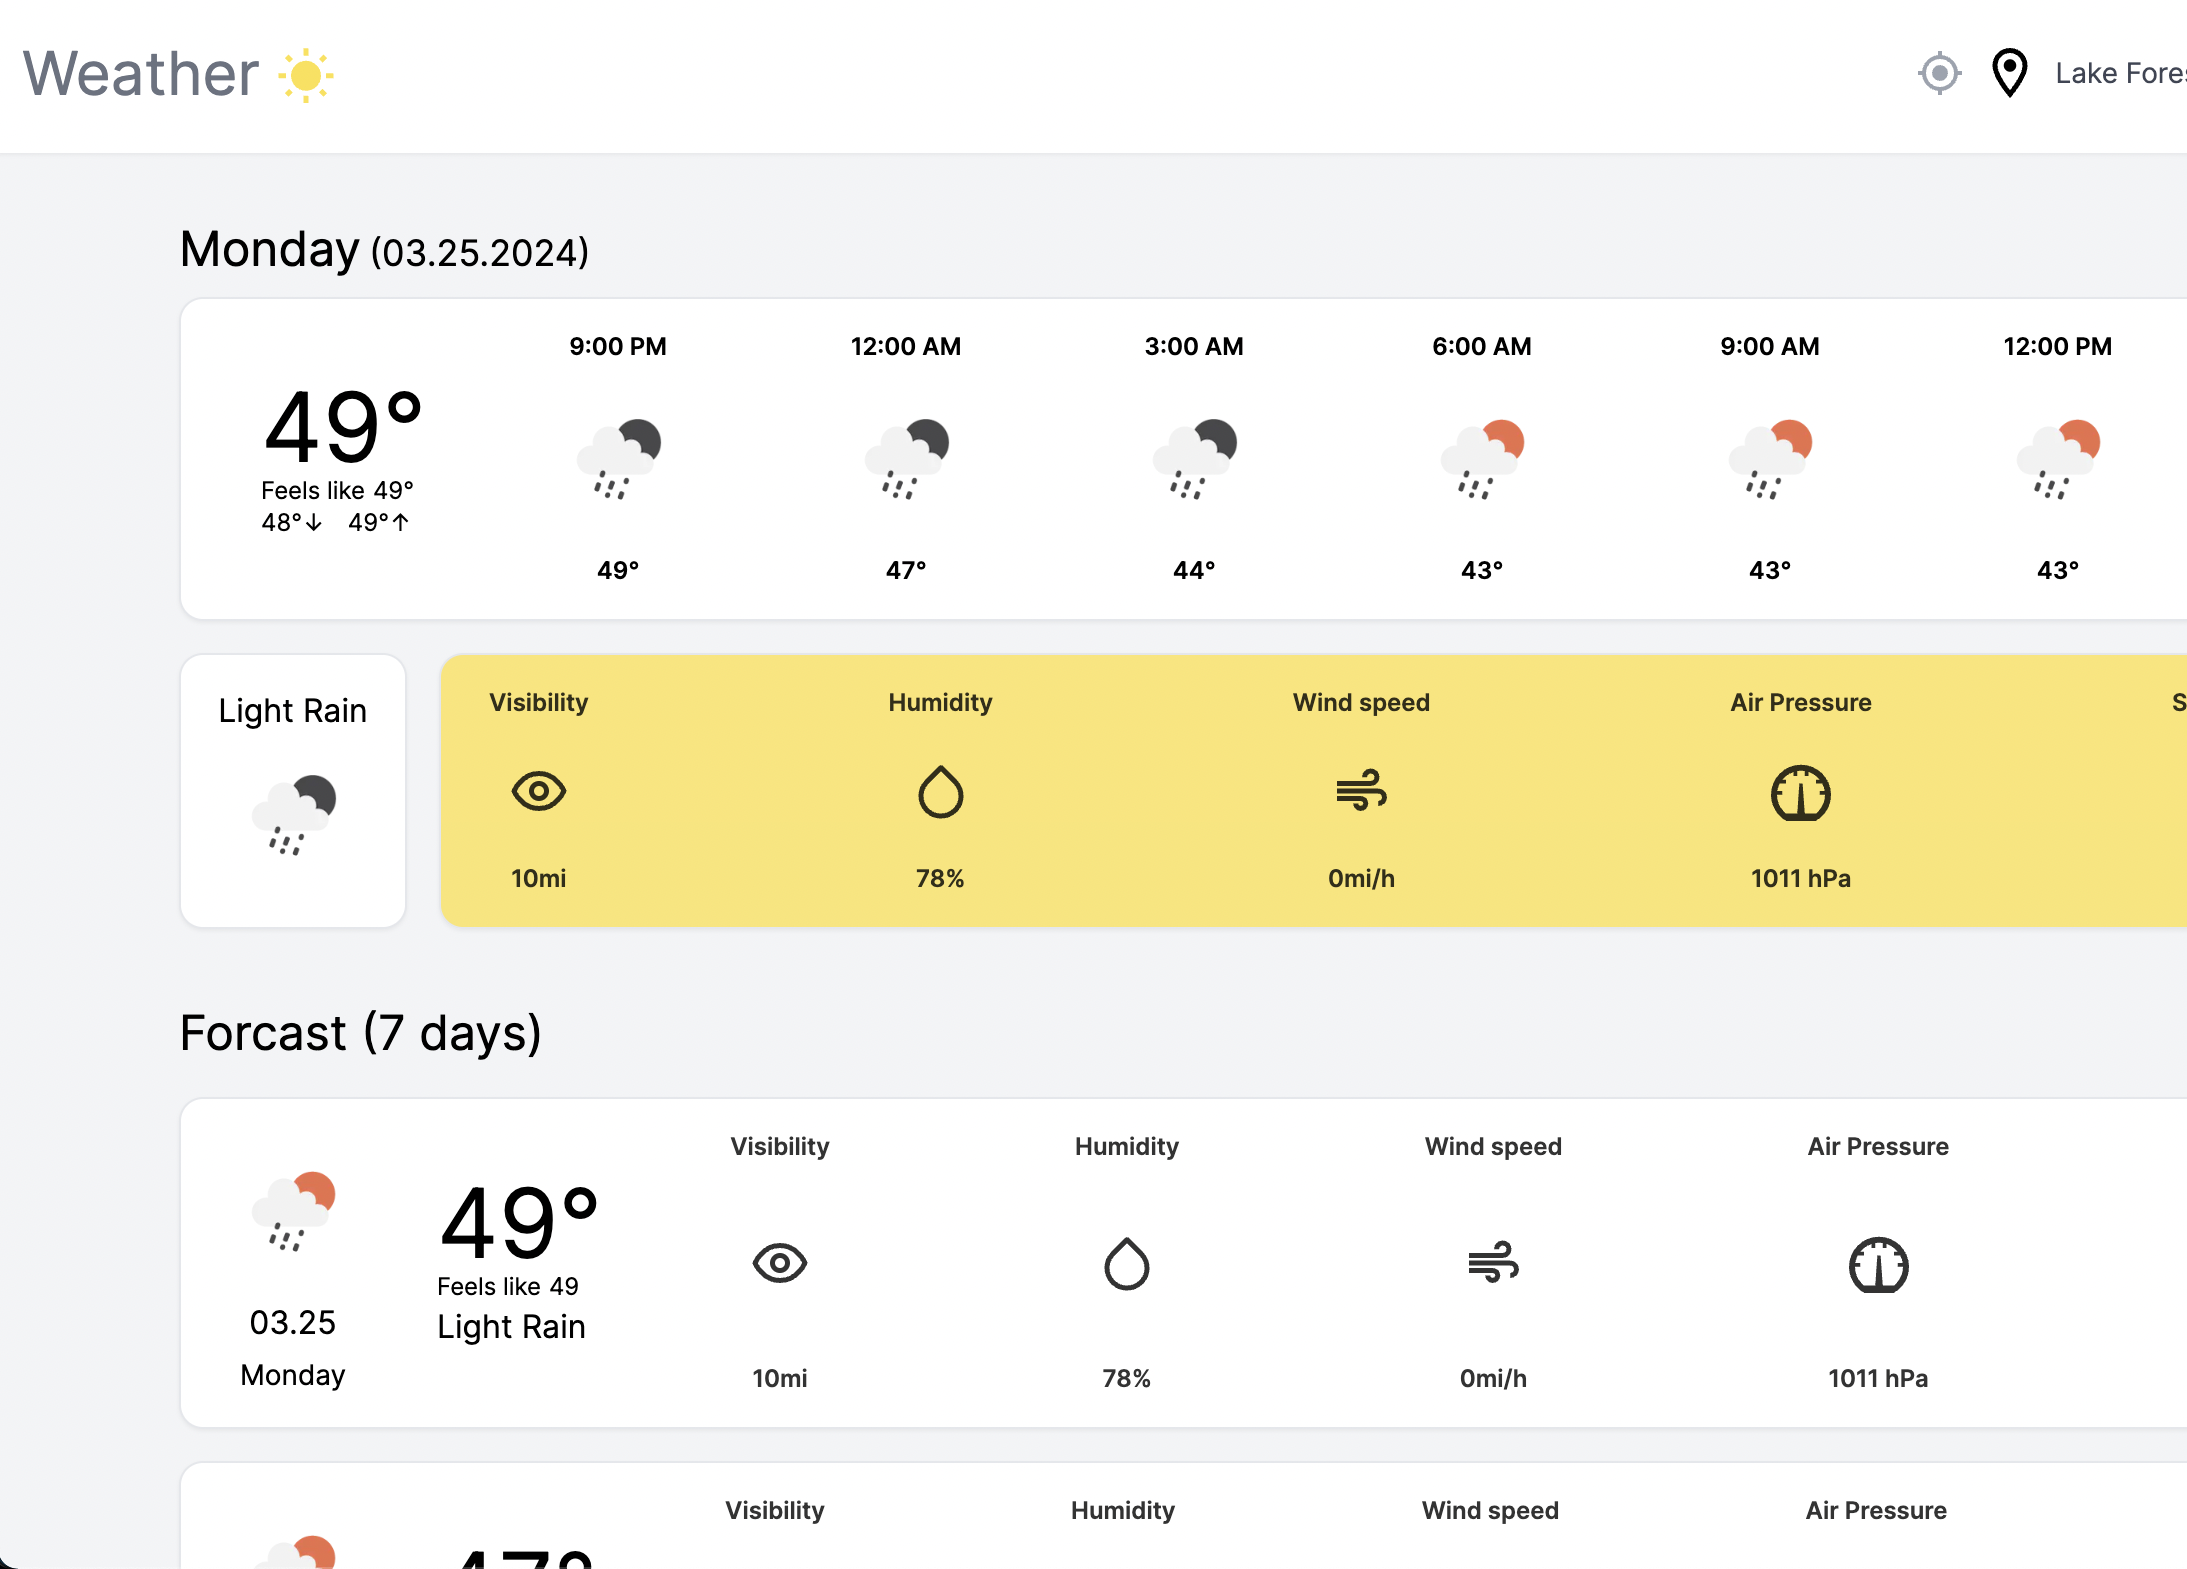 Weather
Lake Fores
Monday (03.25.2024)
9:00 PM 12:00 AM 3:00 AM 6:00 AM 9:00 AM 12:00 PM
49°
Feels like 49°
48°↓ 49°↑
49° 47° 44° 43° 43° 43°
Light Rain
Visibility Humidity Wind speed Air Pressure S
10mi 78% 0mi/h 1011 hPa
Forcast (7 days)
03.25
Monday
49°
Feels like 49
Light Rain
Visibility Humidity Wind speed Air Pressure
10mi 78% 0mi/h 1011 hPa
Visibility Humidity Wind speed Air Pressure
47°